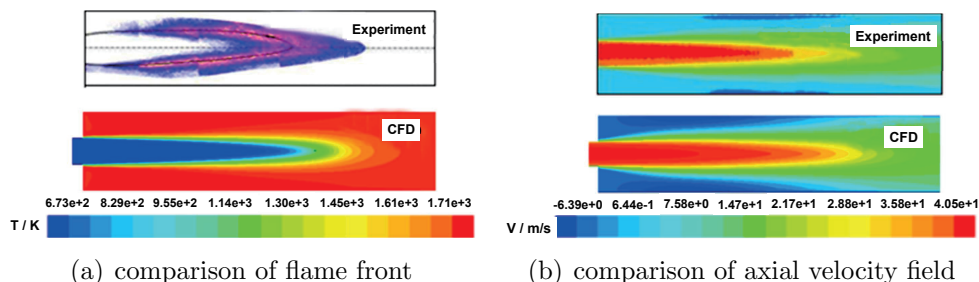 Experiment
CFD
6.73e+2 8.29e+2 9.55e+2 1.14e+3 1.30e+3 1.45e+3 1.61e+3 1.71e+3
T / K
(a) comparison of flame front
Experiment
CFD
-6.39e+0 6.44e-1 7.58e+0 1.47e+1 2.17e+1 2.88e+1 3.58e+1 4.05e+1
V / m/s
(b) comparison of axial velocity field